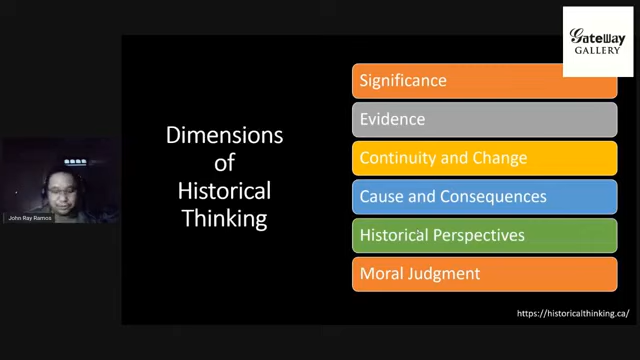 GateWay
GALLERY
Dimensions
of
Historical
Thinking
Significance
Evidence
Continuity and Change
Cause and Consequences
Historical Perspectives
Moral Judgment
John Ray Ramos
https://historicalthinking.ca/